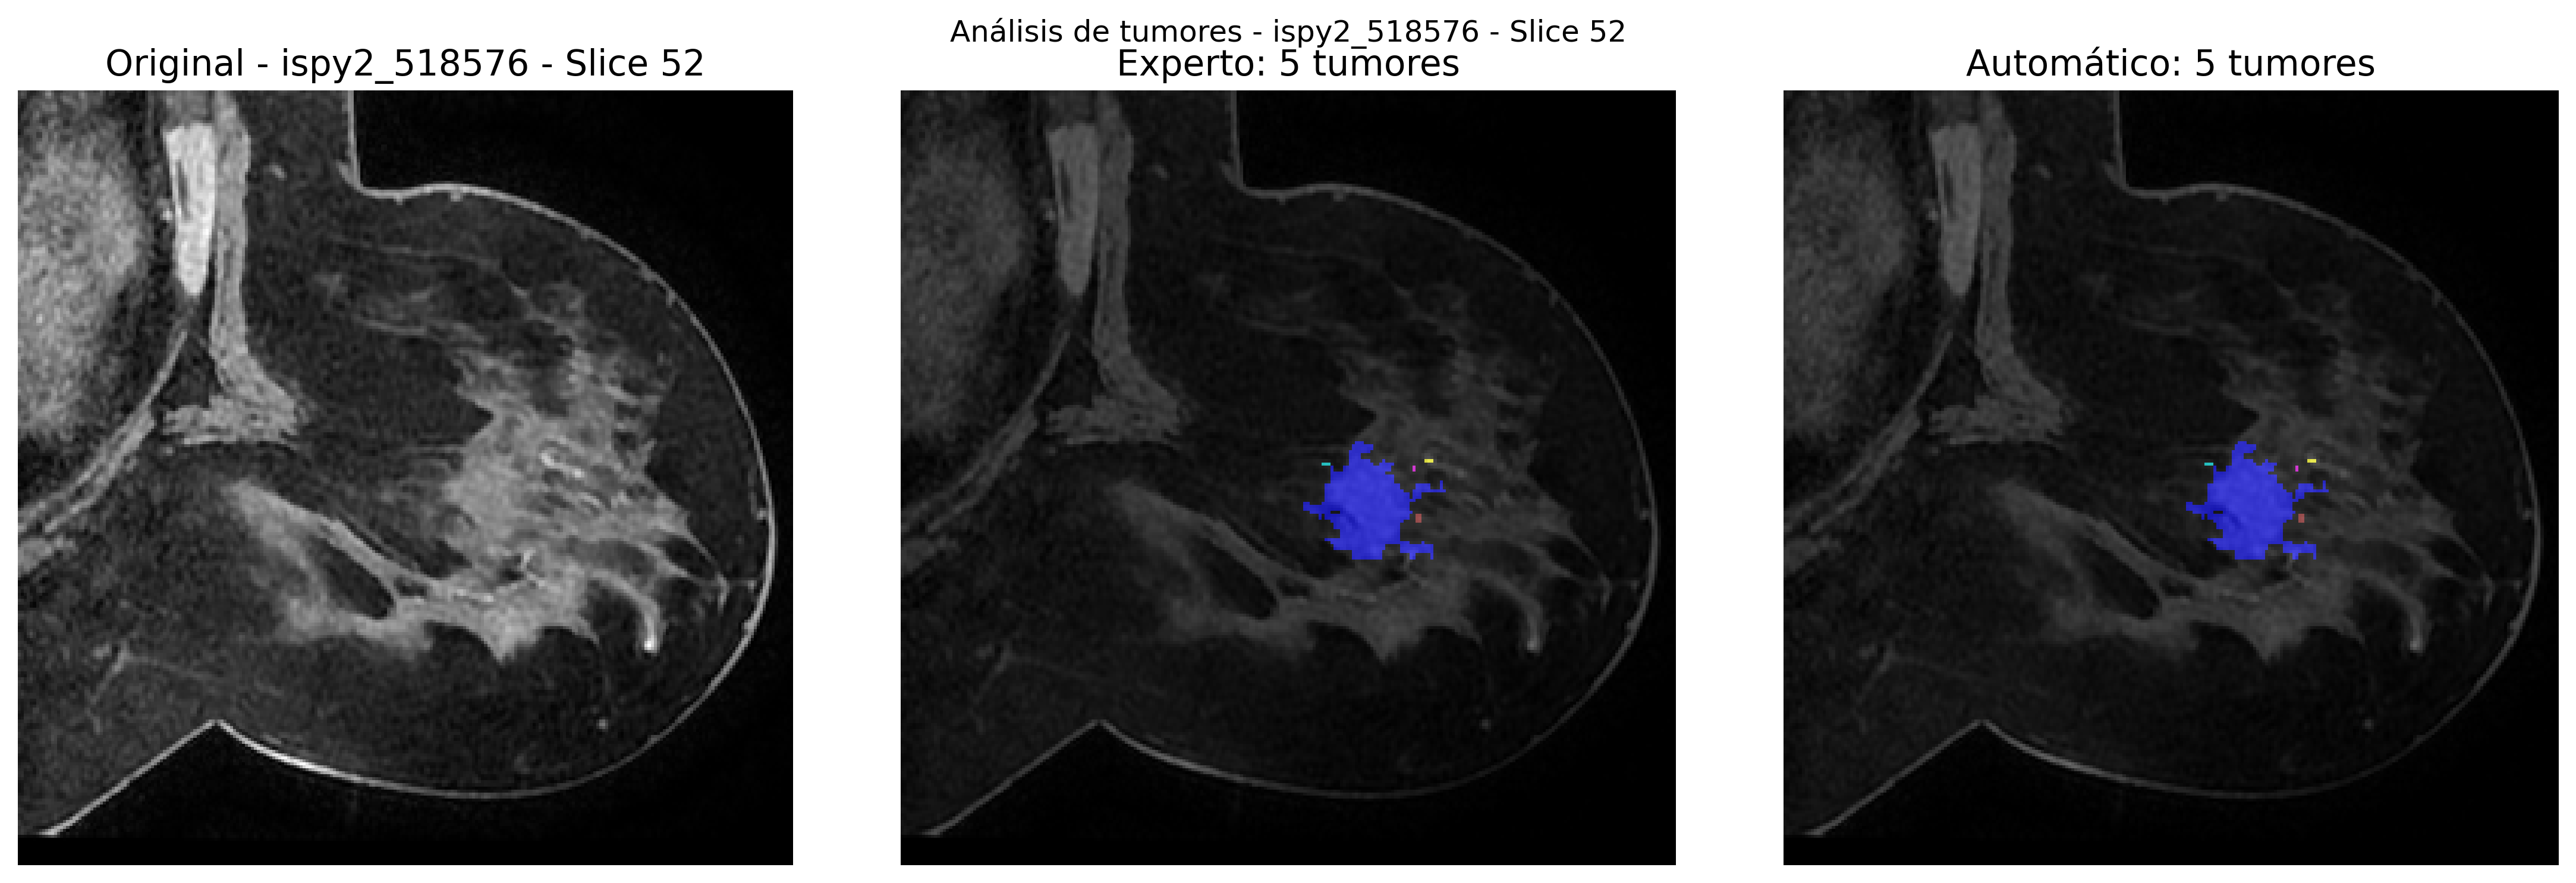 Análisis de tumores - ispy2_518576 - Slice 52
Original - ispy2_518576 - Slice 52
Experto: 5 tumores
Automático: 5 tumores